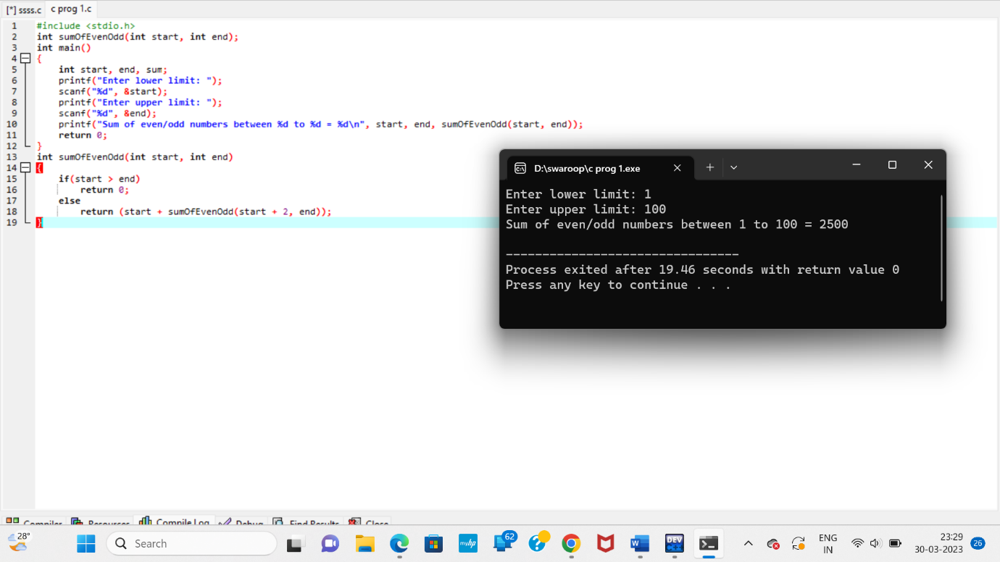 [*] ssss.c c prog 1.c
1 #include <stdio.h>
2 int sumOfEvenOdd(int start, int end);
3 int main()
4 {
5 int start, end, sum;
6 printf("Enter lower limit: ");
7 scanf("%d", &start);
8 printf("Enter upper limit: ");
9 scanf("%d", &end);
10 printf("Sum of even/odd numbers between %d to %d = %d\n", start, end, sumOfEvenOdd(start, end));
11 return 0;
12 }
13 int sumOfEvenOdd(int start, int end)
14 {
15 if(start > end)
16 return 0;
17 else
18 return (start + sumOfEvenOdd(start + 2, end));
19 }
D:\swaroop\c prog 1.exe
Enter lower limit: 1
Enter upper limit: 100
Sum of even/odd numbers between 1 to 100 = 2500
--------------------------------
Process exited after 19.46 seconds with return value 0
Press any key to continue . . .
Compiler Resources Compile Log Debug Find Results Close
28°
Search
myhp
62
W
DEV
C++
ENG
IN
23:29
30-03-2023
26